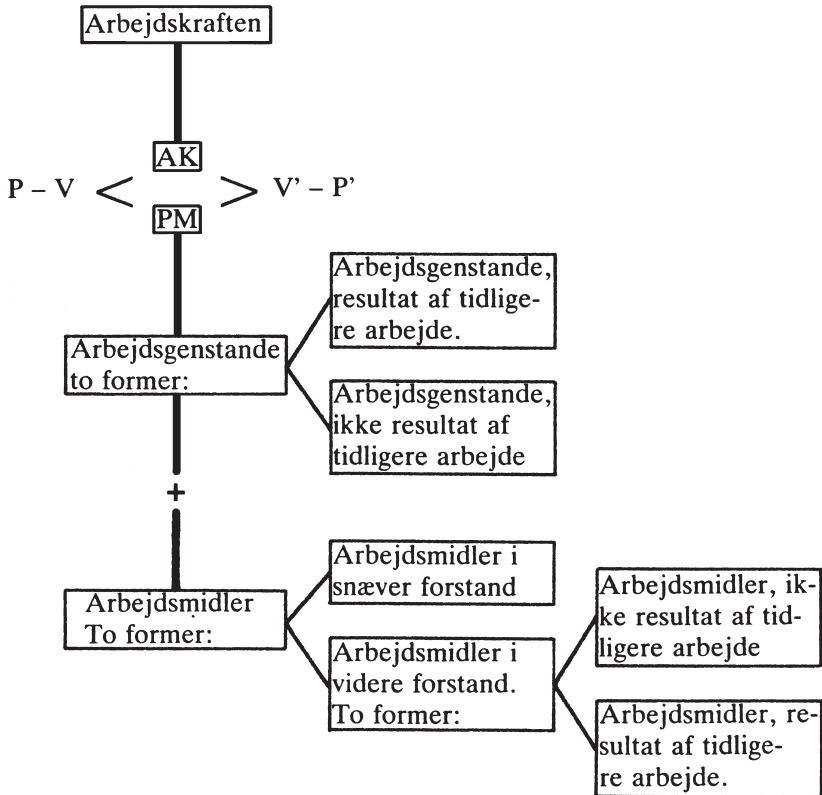 Arbejdskraften
AK
P – V < > V’ – P’
PM
Arbejdsgenstande
to former:
Arbejdsgenstande,
resultat af tidlige-
re arbejde.
Arbejdsgenstande,
ikke resultat af
tidligere arbejde
+
Arbejdsmidler
To former:
Arbejdsmidler i
snæver forstand
Arbejdsmidler i
videre forstand.
To former:
Arbejdsmidler, ik-
ke resultat af tid-
ligere arbejde
Arbejdsmidler, re-
sultat af tidlige-
re arbejde.